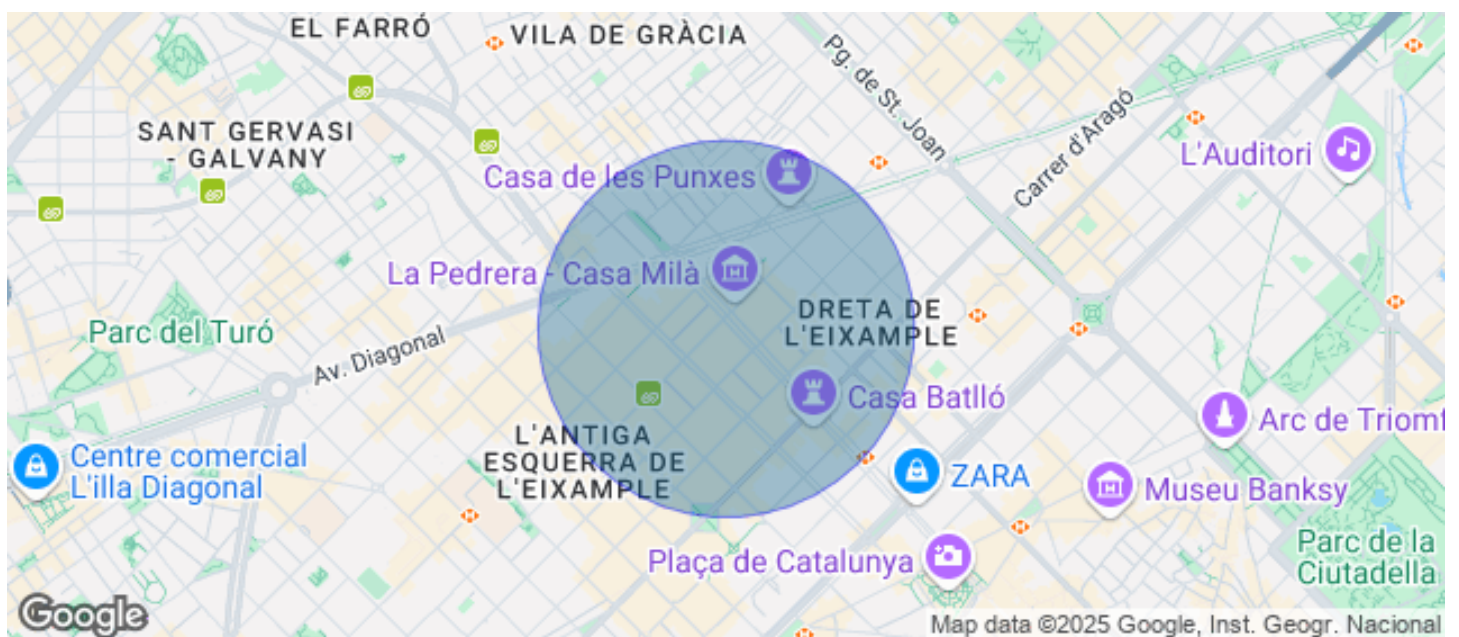 EL FARRÓ
VILA DE GRÀCIA
Pg. de St. Joan
SANT GERVASI
- GALVANY
Casa de les Punxes
Carrer d'Aragó
L'Auditori
La Pedrera - Casa Milà
DRETA DE
L'EIXAMPLE
Parc del Turó
Av. Diagonal
Casa Batlló
Arc de Triomf
L'ANTIGA
ESQUERRA DE
L'EIXAMPLE
Centre comercial
L'illa Diagonal
ZARA
Museu Banksy
Plaça de Catalunya
Parc de la
Ciutadella
Google
Map data ©2025 Google, Inst. Geogr. Nacional